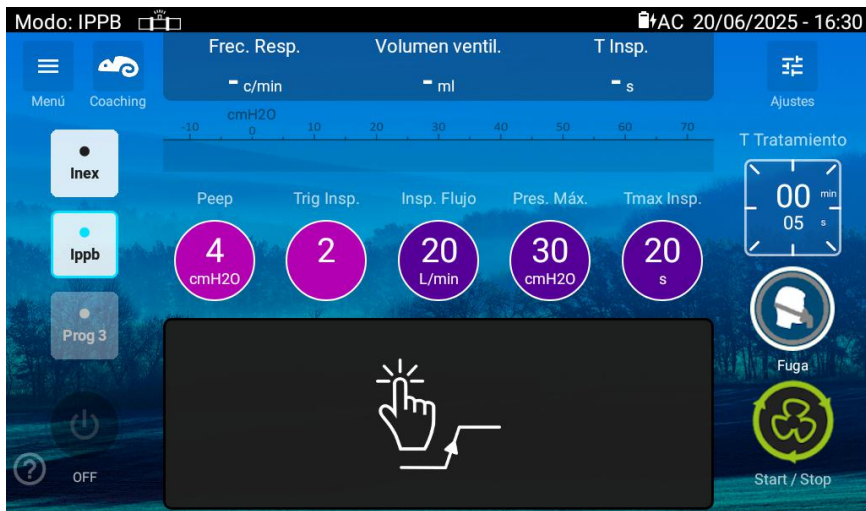 Modo: IPPB
AC 20/06/2025 - 16:30
Menú
Coaching
Frec. Resp.
- c/min
Volumen ventil.
- ml
T Insp.
- s
Ajustes
cmH2O
-10 0 10 20 30 40 50 60 70
Inex
Ippb
Prog 3
OFF
Peep
4
cmH2O
Trig Insp.
2
Insp. Flujo
20
L/min
Pres. Máx.
30
cmH2O
Tmax Insp.
20
s
T Tratamiento
00 min
05 s
Fuga
Start / Stop
?